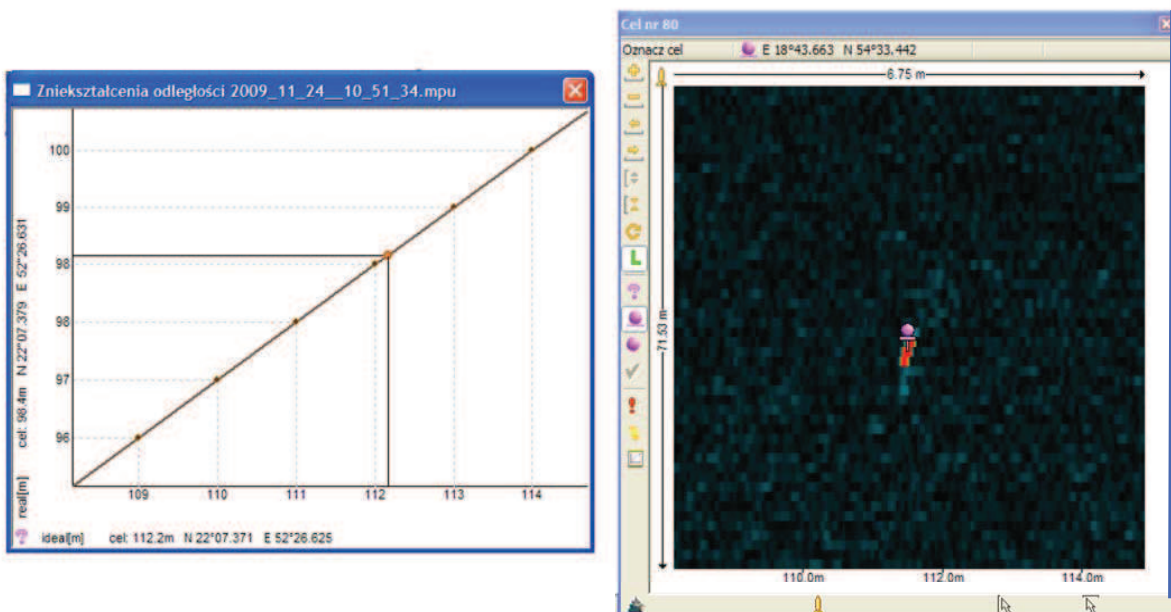 Zniekształcenia odległości 2009_11_24__10_51_34.mpu
100
99
98
98
97
96
real[m] cel: 98.4m N 22°07.379 E 52°26.631
109 110 111 112 113 114
ideal[m] cel: 112.2m N 22°07.371 E 52°26.625
Cel nr 80
Oznacz cel E 18°43.663 N 54°33.442
6.75 m
71.53 m
110.0m 112.0m 114.0m